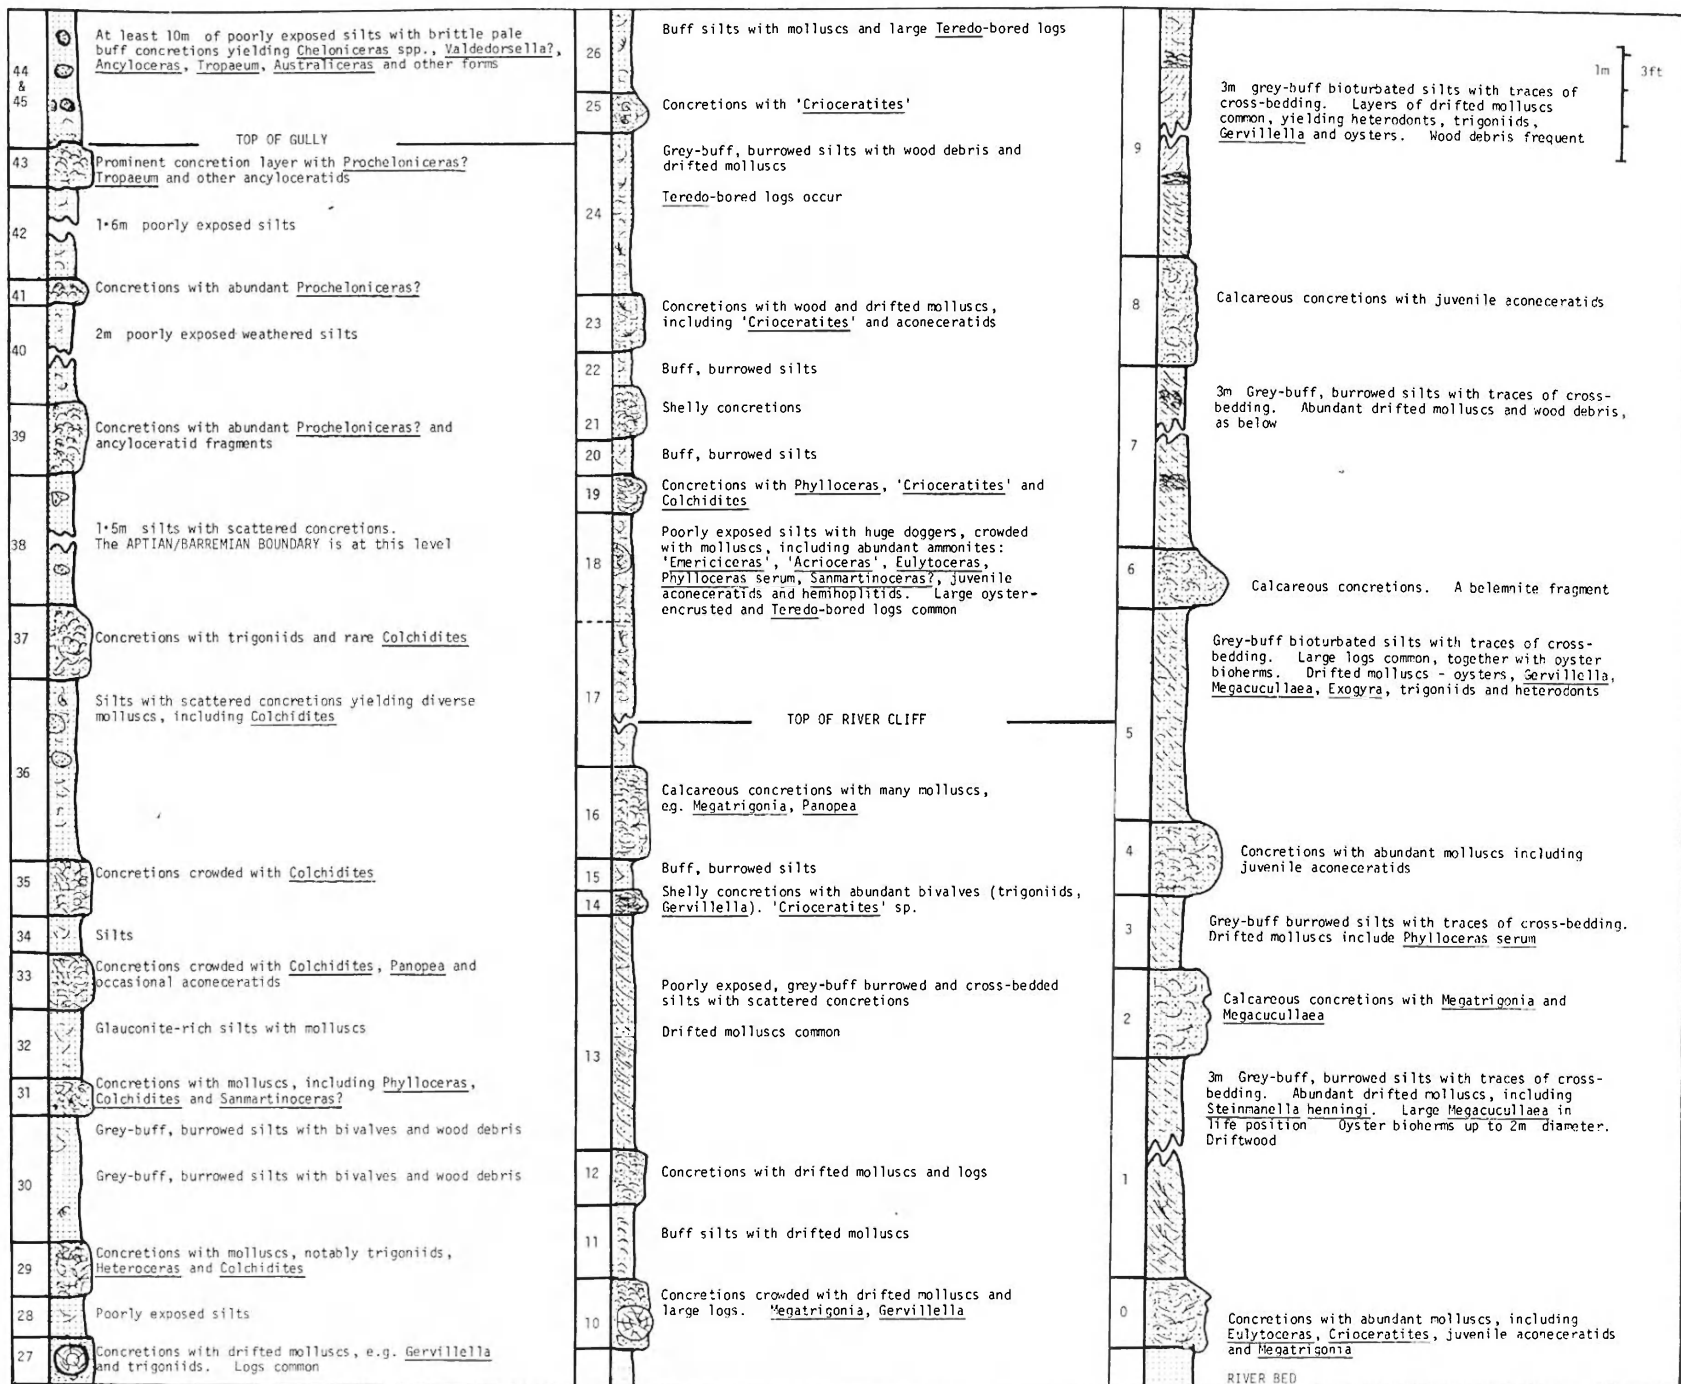 44
&
45
At least 10m of poorly exposed silts with brittle pale
buff concretions yielding Cheloniceras spp., Valdedorsella?,
Ancyloceras, Tropaeum, Australiceras and other forms
TOP OF GULLY
43
Prominent concretion layer with Procheloniceras?
Tropaeum and other ancyloceratids
42
1·6m poorly exposed silts
41
Concretions with abundant Procheloniceras?
40
2m poorly exposed weathered silts
39
Concretions with abundant Procheloniceras? and
ancyloceratid fragments
38
1·5m silts with scattered concretions.
The APTIAN/BARREMIAN BOUNDARY is at this level
37
Concretions with trigoniids and rare Colchidites
36
Silts with scattered concretions yielding diverse
molluscs, including Colchidites
35
Concretions crowded with Colchidites
34
Silts
33
Concretions crowded with Colchidites, Panopea and
occasional aconeceratids
32
Glauconite-rich silts with molluscs
31
Concretions with molluscs, including Phylloceras,
Colchidites and Sanmartinoceras?
Grey-buff, burrowed silts with bivalves and wood debris
30
Grey-buff, burrowed silts with bivalves and wood debris
29
Concretions with molluscs, notably trigoniids,
Heteroceras and Colchidites
28
Poorly exposed silts
27
Concretions with drifted molluscs, e.g. Gervillella
and trigoniids. Logs common
26
Buff silts with molluscs and large Teredo-bored logs
25
Concretions with 'Crioceratites'
24
Grey-buff, burrowed silts with wood debris and
drifted molluscs
Teredo-bored logs occur
23
Concretions with wood and drifted molluscs,
including 'Crioceratites' and aconeceratids
22
Buff, burrowed silts
21
Shelly concretions
20
Buff, burrowed silts
19
Concretions with Phylloceras, 'Crioceratites' and
Colchidites
18
Poorly exposed silts with huge doggers, crowded
with molluscs, including abundant ammonites:
'Emericiceras', 'Acrioceras', Eulytoceras,
Phylloceras serum, Sanmartinoceras?, juvenile
aconeceratids and hemihoplitids. Large oyster-
encrusted and Teredo-bored logs common
17
TOP OF RIVER CLIFF
16
Calcareous concretions with many molluscs,
e.g. Megatrigonia, Panopea
15
Buff, burrowed silts
14
Shelly concretions with abundant bivalves (trigoniids,
Gervillella). 'Crioceratites' sp.
13
Poorly exposed, grey-buff burrowed and cross-bedded
silts with scattered concretions
Drifted molluscs common
12
Concretions with drifted molluscs and logs
11
Buff silts with drifted molluscs
10
Concretions crowded with drifted molluscs and
large logs. Megatrigonia, Gervillella
1m 3ft
9
3m grey-buff bioturbated silts with traces of
cross-bedding. Layers of drifted molluscs
common, yielding heterodonts, trigoniids,
Gervillella and oysters. Wood debris frequent
8
Calcareous concretions with juvenile aconeceratids
7
3m Grey-buff, burrowed silts with traces of cross-
bedding. Abundant drifted molluscs and wood debris,
as below
6
Calcareous concretions. A belemnite fragment
5
Grey-buff bioturbated silts with traces of cross-
bedding. Large logs common, together with oyster
bioherms. Drifted molluscs - oysters, Gervillella,
Megacucullaea, Exogyra, trigoniids and heterodonts
4
Concretions with abundant molluscs including
juvenile aconeceratids
3
Grey-buff burrowed silts with traces of cross-bedding.
Drifted molluscs include Phylloceras serum
2
Calcareous concretions with Megatrigonia and
Megacucullaea
1
3m Grey-buff, burrowed silts with traces of cross-
bedding. Abundant drifted molluscs, including
Steinmanella henningi. Large Megacucullaea in
life position Oyster bioherms up to 2m diameter.
Driftwood
0
Concretions with abundant molluscs, including
Eulytoceras, Crioceratites, juvenile aconeceratids
and Megatrigonia
RIVER BED